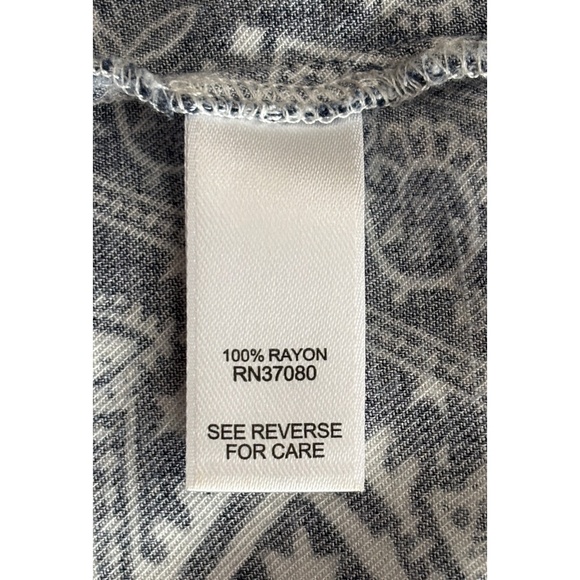 100% RAYON
RN37080
SEE REVERSE
FOR CARE